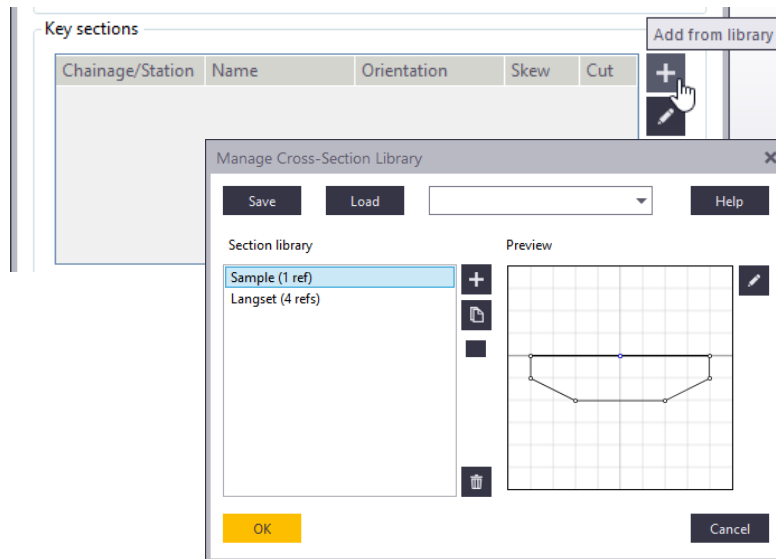 Key sections
Add from library
Chainage/Station Name Orientation Skew Cut
Manage Cross-Section Library
Save Load Help
Section library Preview
Sample (1 ref)
Langset (4 refs)
OK Cancel